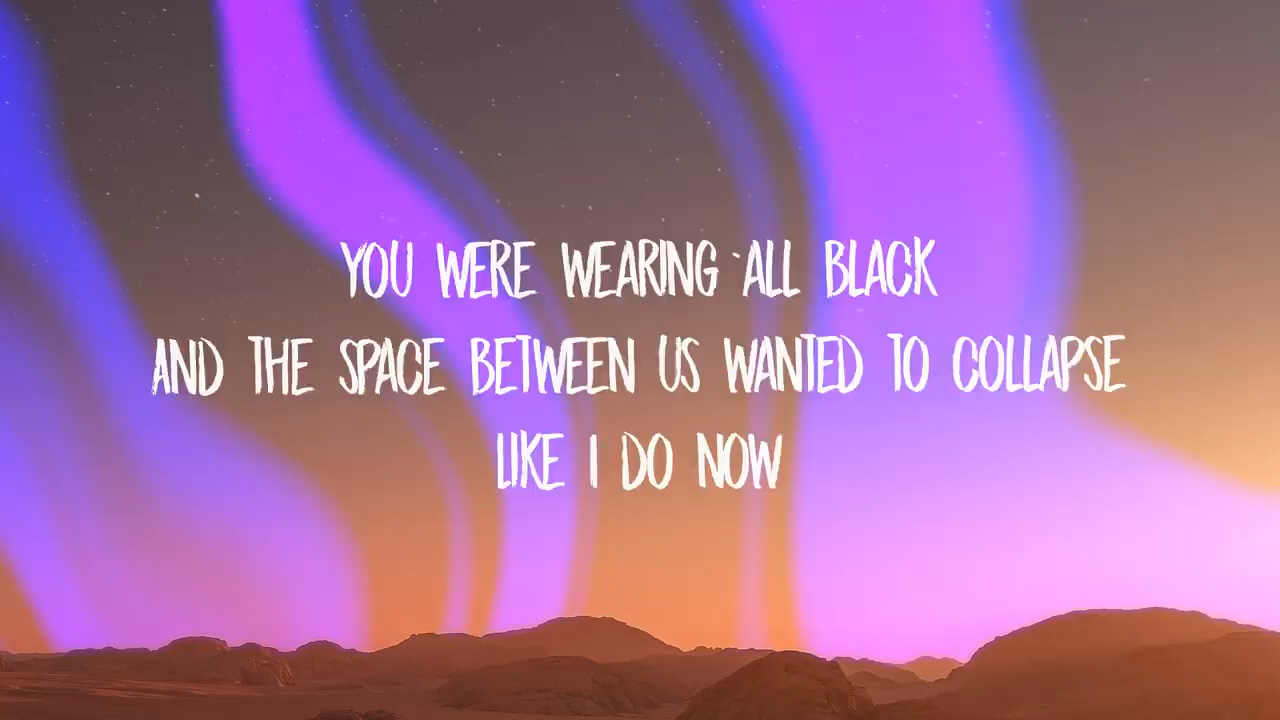 YOU WERE WEARING ALL BLACK
AND THE SPACE BETWEEN US WANTED TO COLLAPSE
LIKE I DO NOW